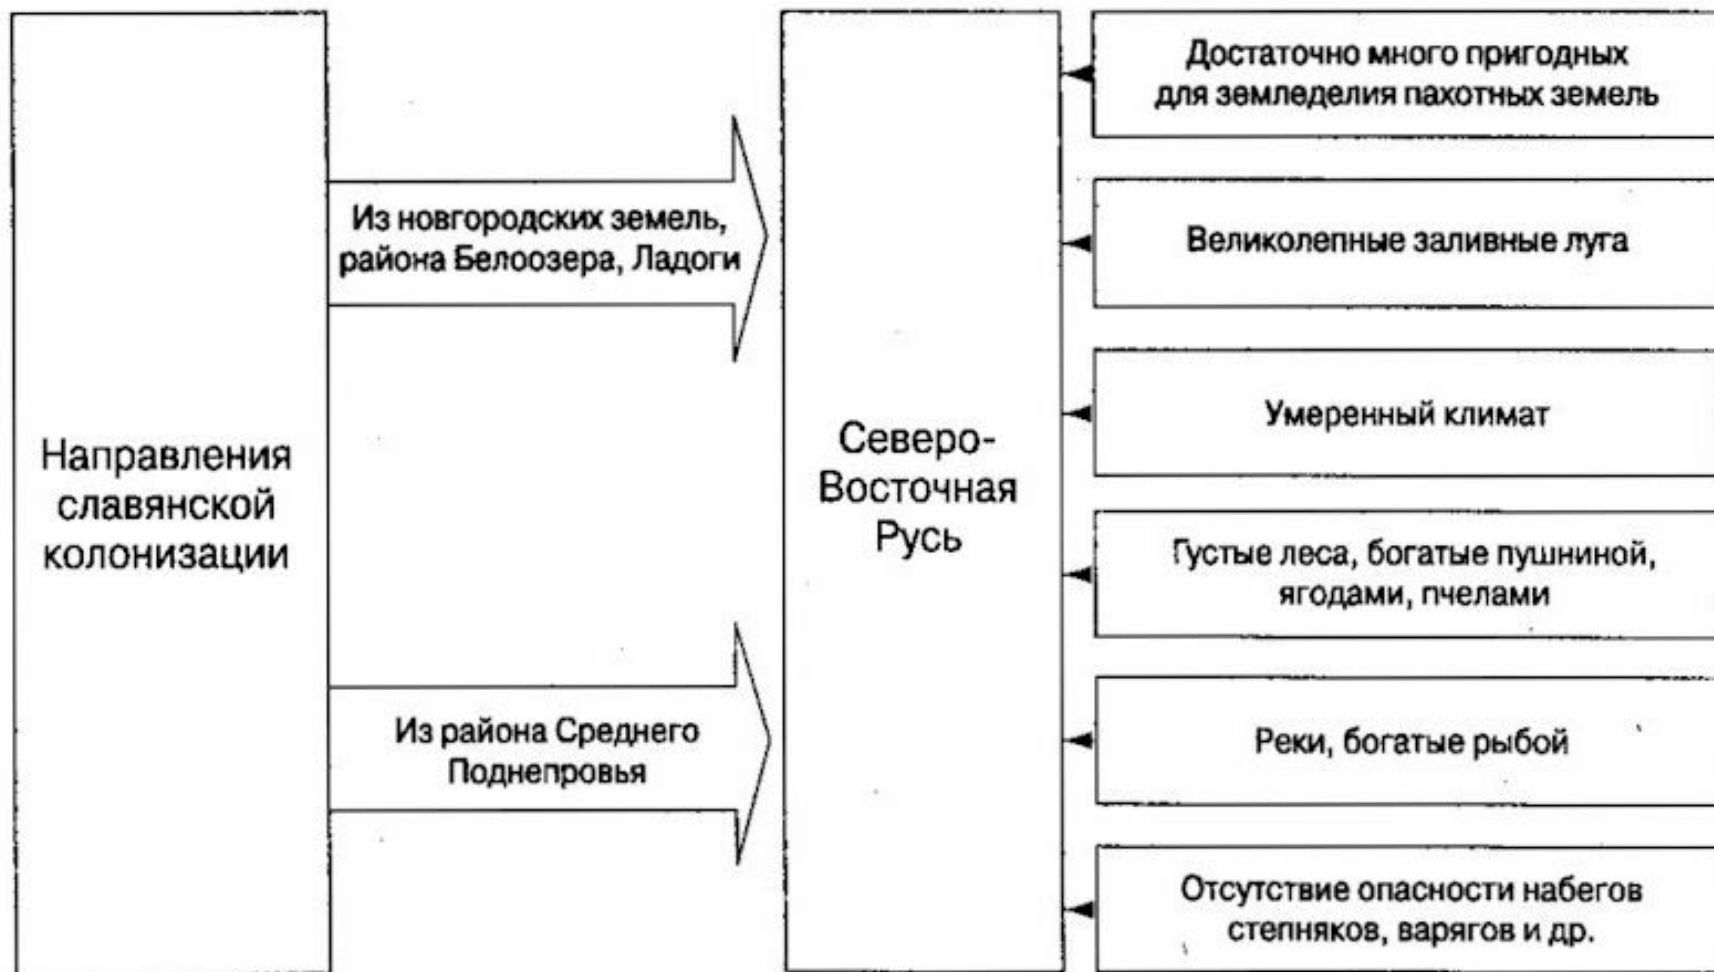 Направления
славянской
колонизации
Из новгородских земель,
района Белоозера, Ладоги
Из района Среднего
Поднепровья
Северо-
Восточная
Русь
Достаточно много пригодных
для земледелия пахотных земель
Великолепные заливные луга
Умеренный климат
Густые леса, богатые пушниной,
ягодами, пчелами
Реки, богатые рыбой
Отсутствие опасности набегов
степняков, варягов и др.